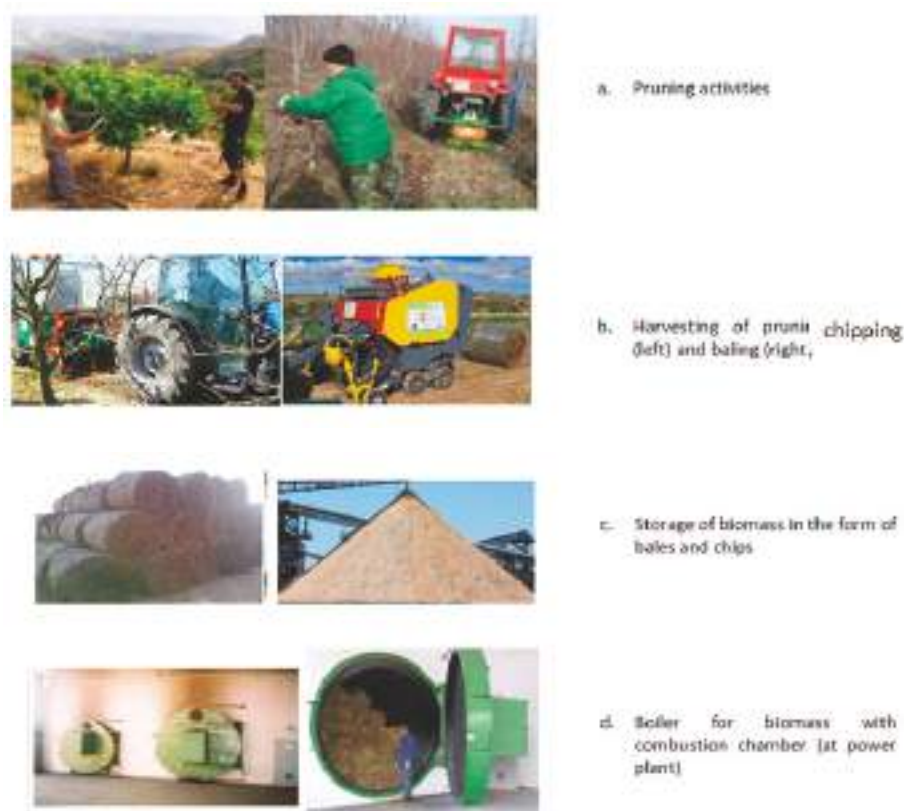 a. Pruning activities
b. Harvesting of pruni chipping
(left) and baling (right,
c. Storage of biomass in the form of
bales and chips
d. Boiler for biomass with
combustion chamber (at power
plant)